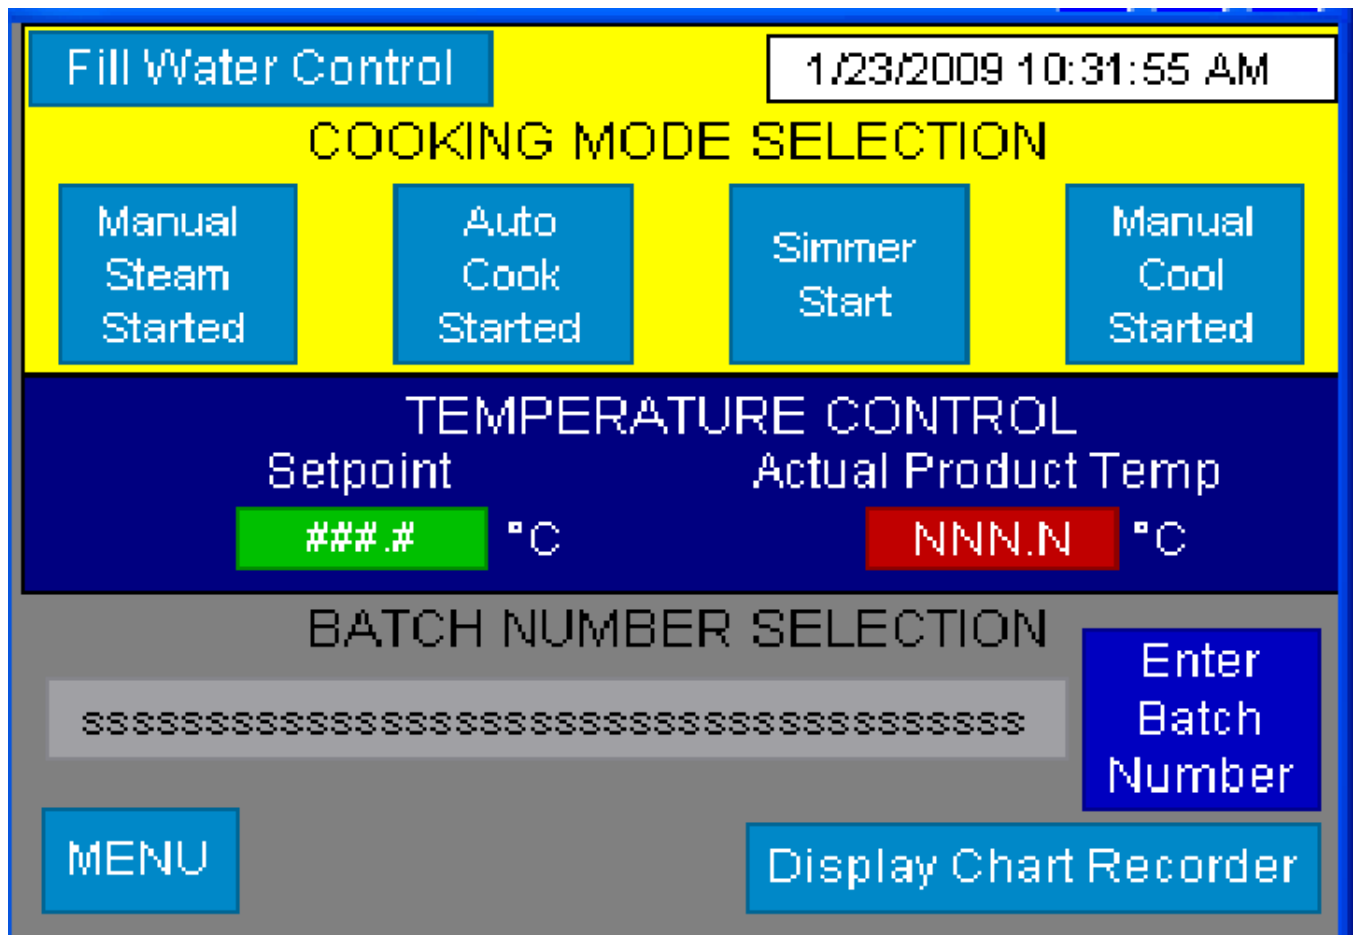 Fill Water Control
1/23/2009 10:31:55 AM
COOKING MODE SELECTION
Manual
Steam
Started
Auto
Cook
Started
Simmer
Start
Manual
Cool
Started
TEMPERATURE CONTROL
Setpoint
###.# °C
Actual Product Temp
NNN.N °C
BATCH NUMBER SELECTION
ssssssssssssssssssssssssssssssssssssssss
Enter
Batch
Number
MENU
Display Chart Recorder